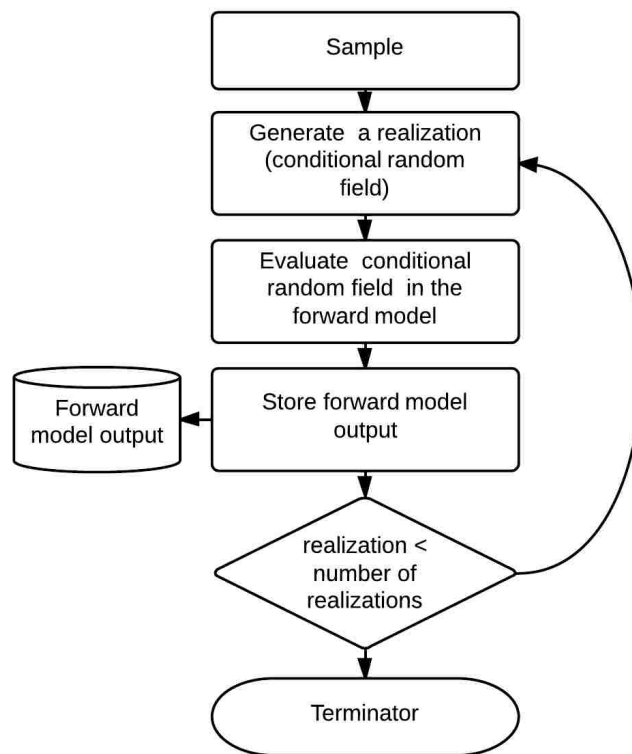 Sample
Generate a realization
(conditional random
field)
Evaluate conditional
random field in the
forward model
Forward
model output
Store forward model
output
realization <
number of
realizations
Terminator